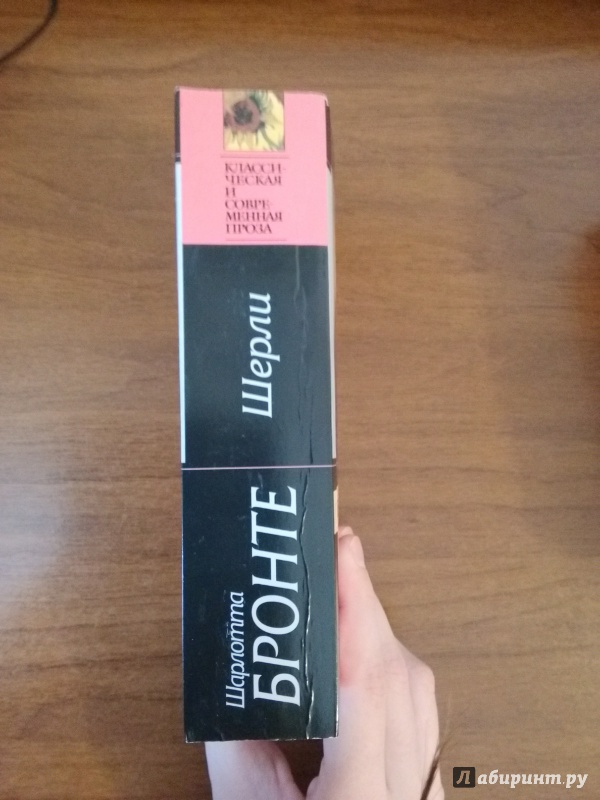 КЛАССИ-
ЧЕСКАЯ
И
СОВРЕ-
МЕННАЯ
ПРОЗА
Шерли
Шарлотта
БРОНТЕ
Лабиринт.ру